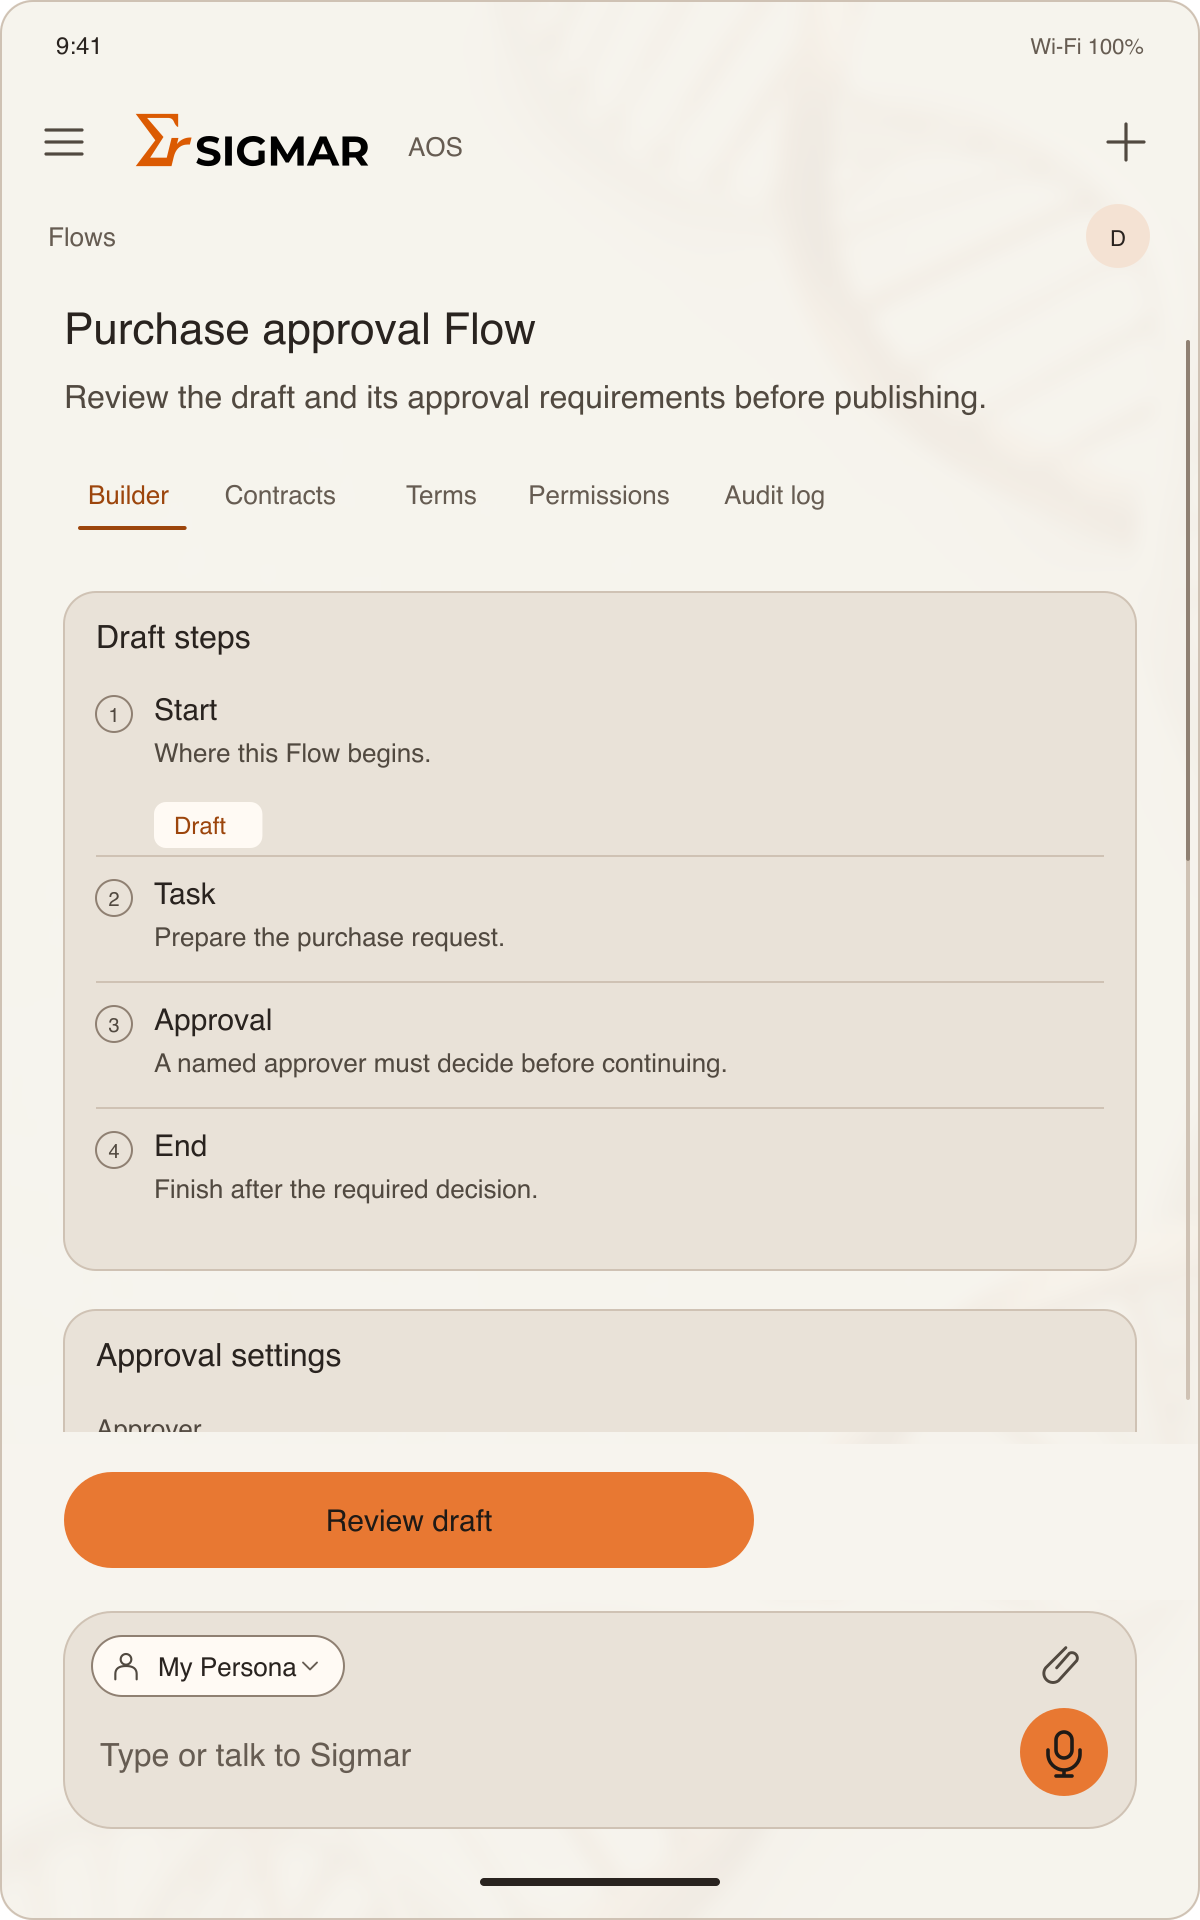 9:41
Wi-Fi 100%
Σr SIGMAR AOS
Flows
D
Purchase approval Flow
Review the draft and its approval requirements before publishing.
Builder Contracts Terms Permissions Audit log
Draft steps
1 Start
Where this Flow begins.
Draft
2 Task
Prepare the purchase request.
3 Approval
A named approver must decide before continuing.
4 End
Finish after the required decision.
Approval settings
Approver
Review draft
My Persona
Type or talk to Sigmar